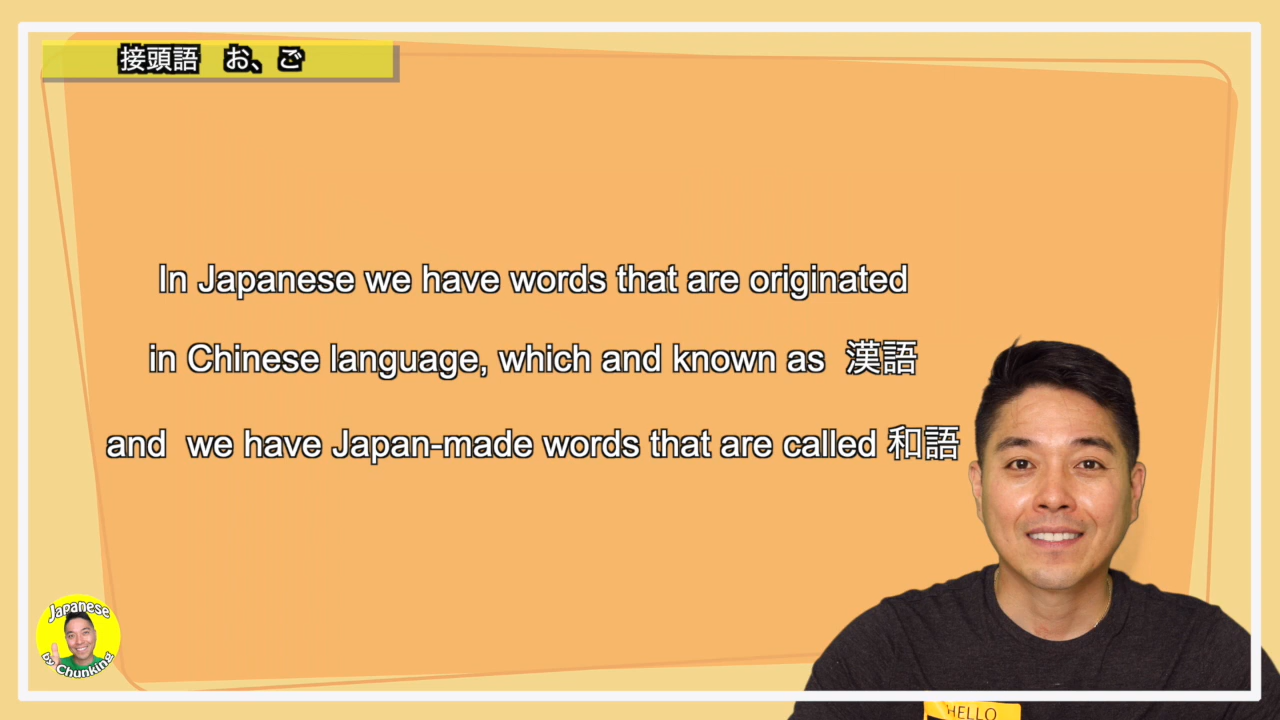 接頭語 お、ご
In Japanese we have words that are originated
in Chinese language, which and known as 漢語
and we have Japan-made words that are called 和語
Japanese
by Chunking
HELLO